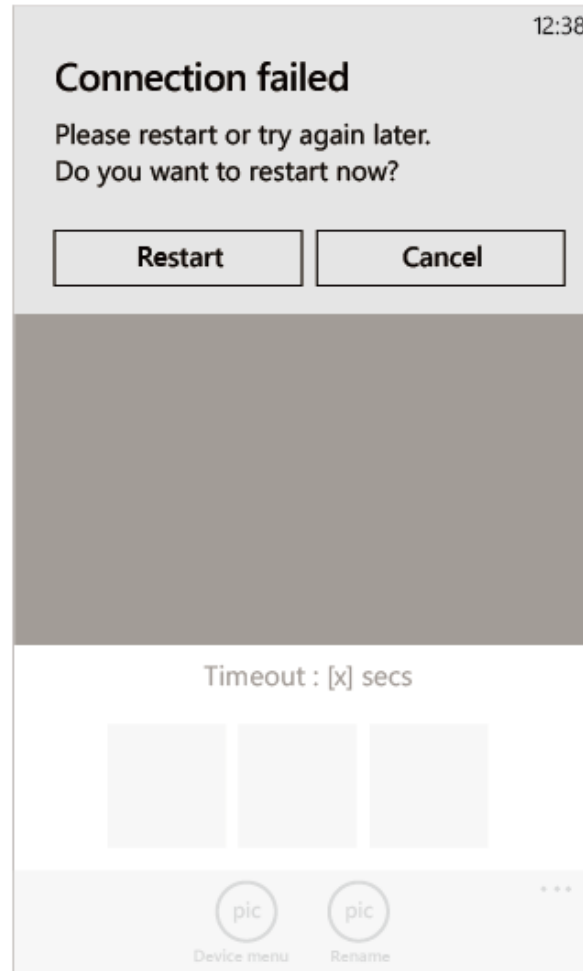 12:38
Connection failed
Please restart or try again later.
Do you want to restart now?
Restart Cancel
Timeout : [x] secs
...
pic pic
Device menu Rename